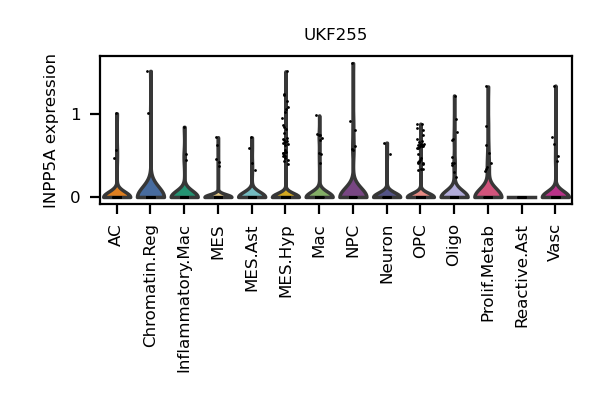 UKF255
INPP5A expression
1
0
AC
Chromatin.Reg
Inflammatory.Mac
MES
MES.Ast
MES.Hyp
Mac
NPC
Neuron
OPC
Oligo
Prolif.Metab
Reactive.Ast
Vasc